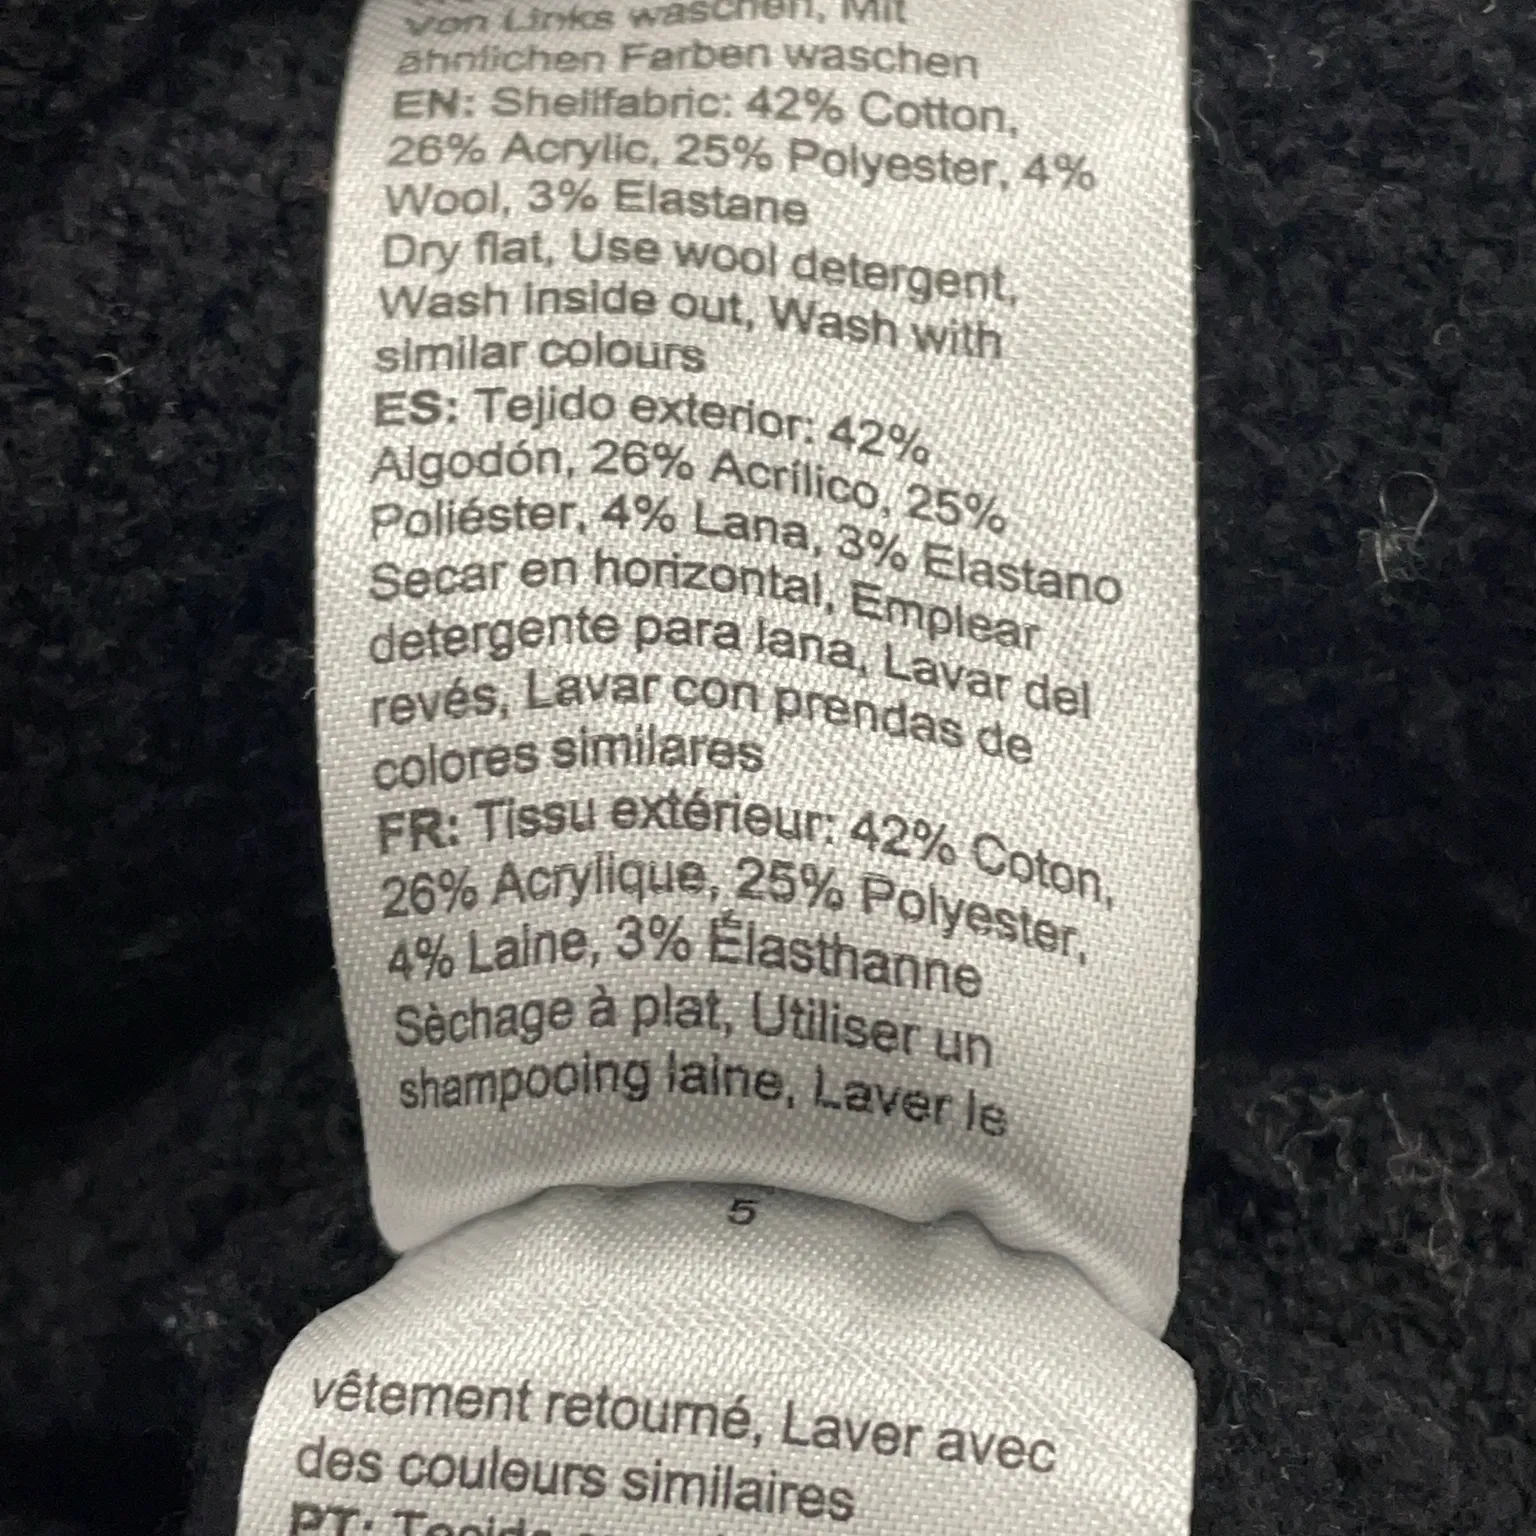 von Links waschen, Mit
ähnlichen Farben waschen
EN: Shellfabric: 42% Cotton,
26% Acrylic, 25% Polyester, 4%
Wool, 3% Elastane
Dry flat, Use wool detergent,
Wash inside out, Wash with
similar colours
ES: Tejido exterior: 42%
Algodón, 26% Acrílico, 25%
Poliéster, 4% Lana, 3% Elastano
Secar en horizontal, Emplear
detergente para lana, Lavar del
revés, Lavar con prendas de
colores similares
FR: Tissu extérieur: 42% Coton,
26% Acrylique, 25% Polyester,
4% Laine, 3% Élasthanne
Sèchage à plat, Utiliser un
shampooing laine, Laver le
5
vêtement retourné, Laver avec
des couleurs similaires
PT: